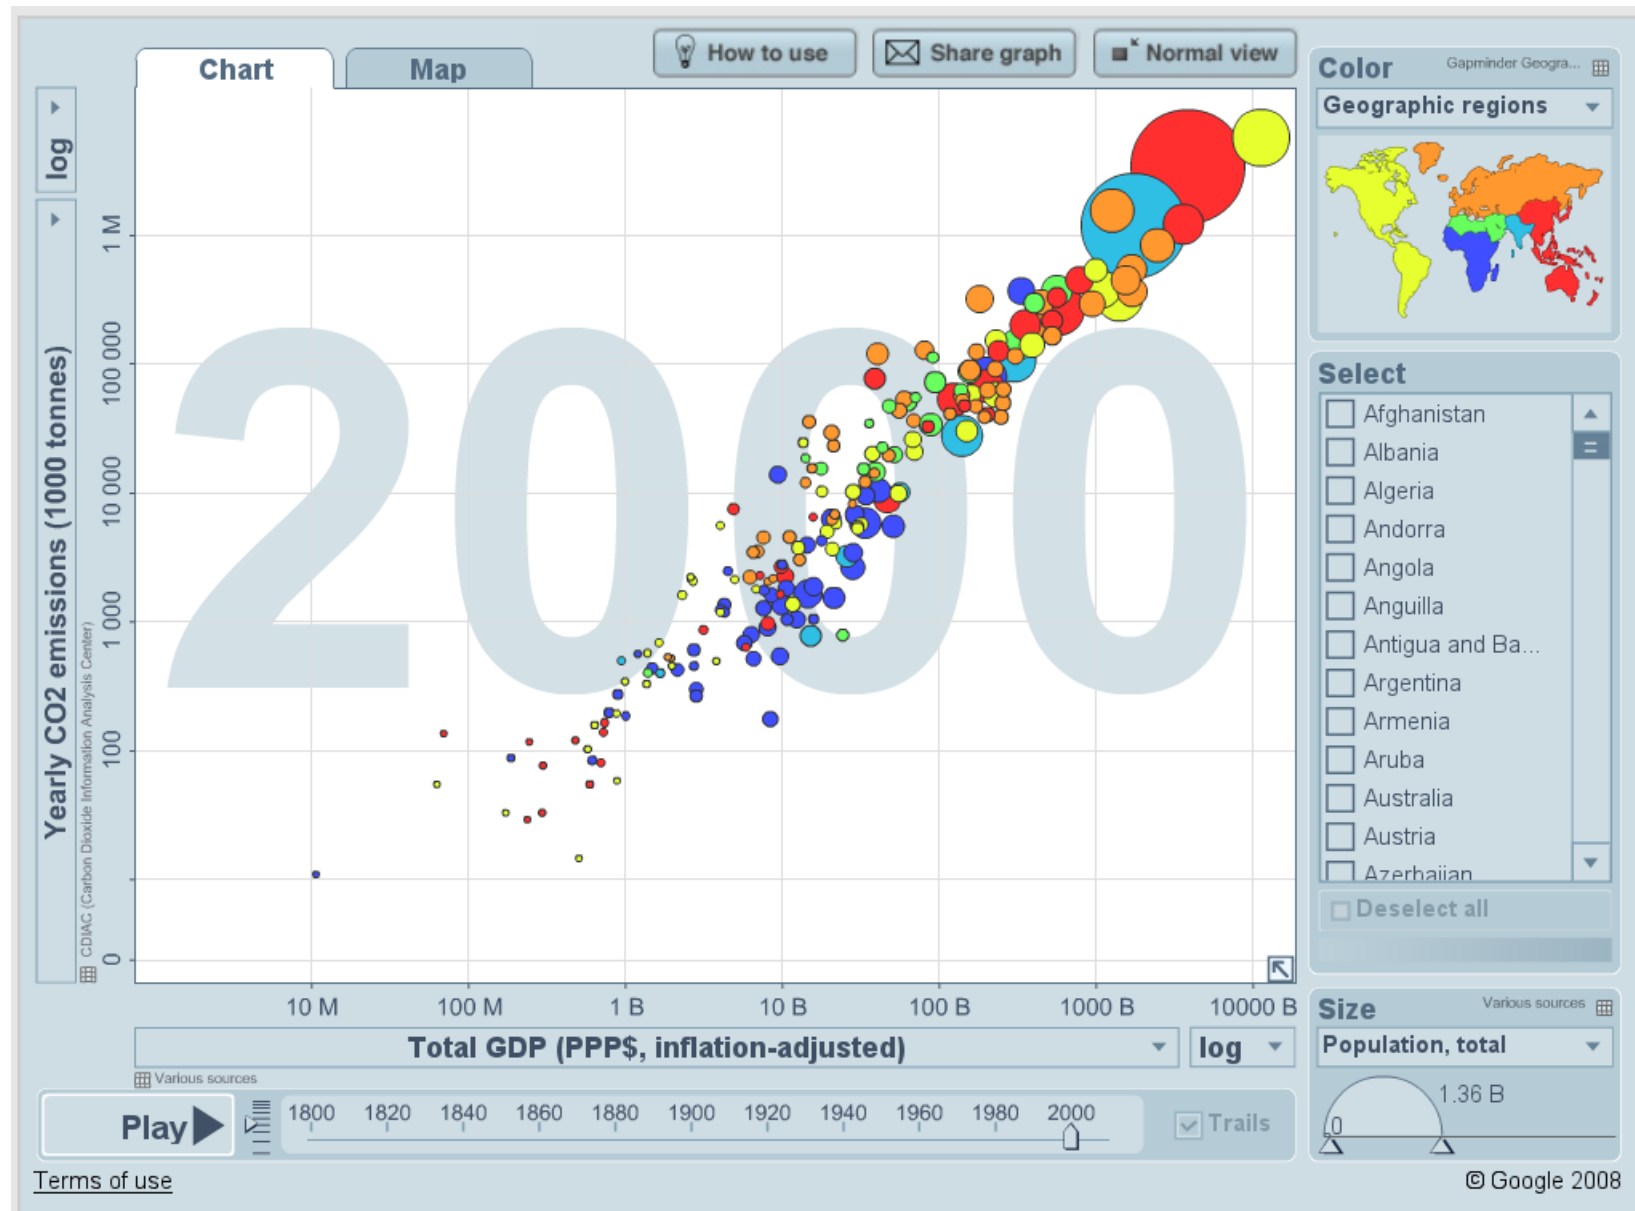 Chart
Map
How to use
Share graph
Normal view
log
Yearly CO2 emissions (1000 tonnes)
CDIAC (Carbon Dioxide Information Analysis Center)
1 M
100 000
10 000
1 000
100
0
2000
10 M
100 M
1 B
10 B
100 B
1000 B
10000 B
Total GDP (PPP$, inflation-adjusted)
log
Various sources
Play
1800
1820
1840
1860
1880
1900
1920
1940
1960
1980
2000
Trails
Color
Gapminder Geogra...
Geographic regions
Select
Afghanistan
Albania
Algeria
Andorra
Angola
Anguilla
Antigua and Ba...
Argentina
Armenia
Aruba
Australia
Austria
Azerbaijan
Deselect all
Size
Various sources
Population, total
1.36 B
0
Terms of use
© Google 2008